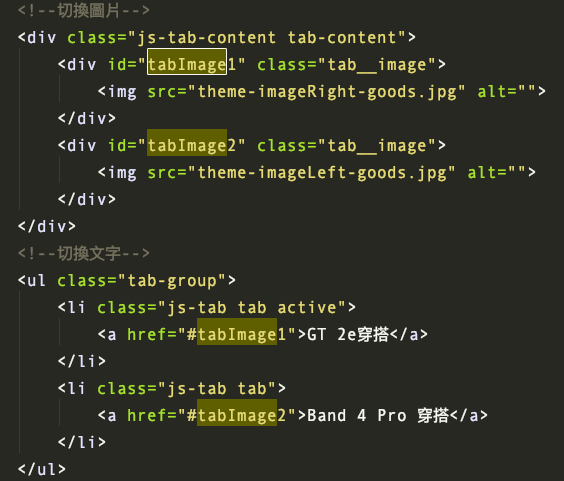 <!--切換圖片-->
<div class="js-tab-content tab-content">
<div id="tabImage1" class="tab__image">
<img src="theme-imageRight-goods.jpg" alt="">
</div>
<div id="tabImage2" class="tab__image">
<img src="theme-imageLeft-goods.jpg" alt="">
</div>
</div>
<!--切換文字-->
<ul class="tab-group">
<li class="js-tab tab active">
<a href="#tabImage1">GT 2e穿搭</a>
</li>
<li class="js-tab tab">
<a href="#tabImage2">Band 4 Pro 穿搭</a>
</li>
</ul>